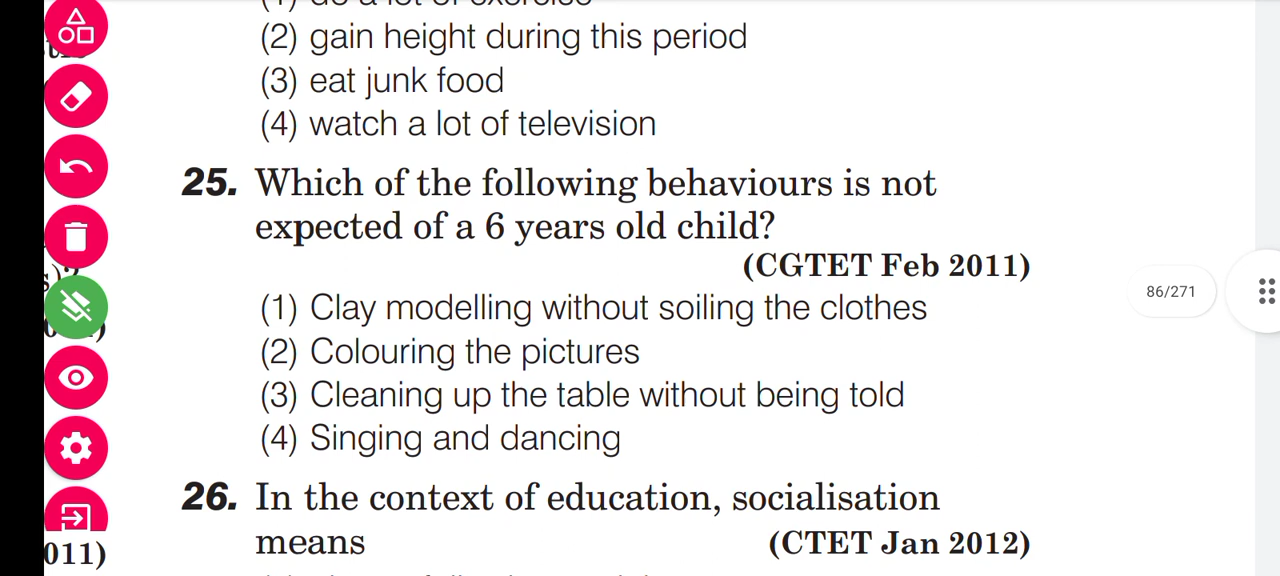 (2) gain height during this period
(3) eat junk food
(4) watch a lot of television
25. Which of the following behaviours is not
expected of a 6 years old child?
(CGTET Feb 2011)
(1) Clay modelling without soiling the clothes
86/271
(2) Colouring the pictures
(3) Cleaning up the table without being told
(4) Singing and dancing
26. In the context of education, socialisation
means (CTET Jan 2012)
011)